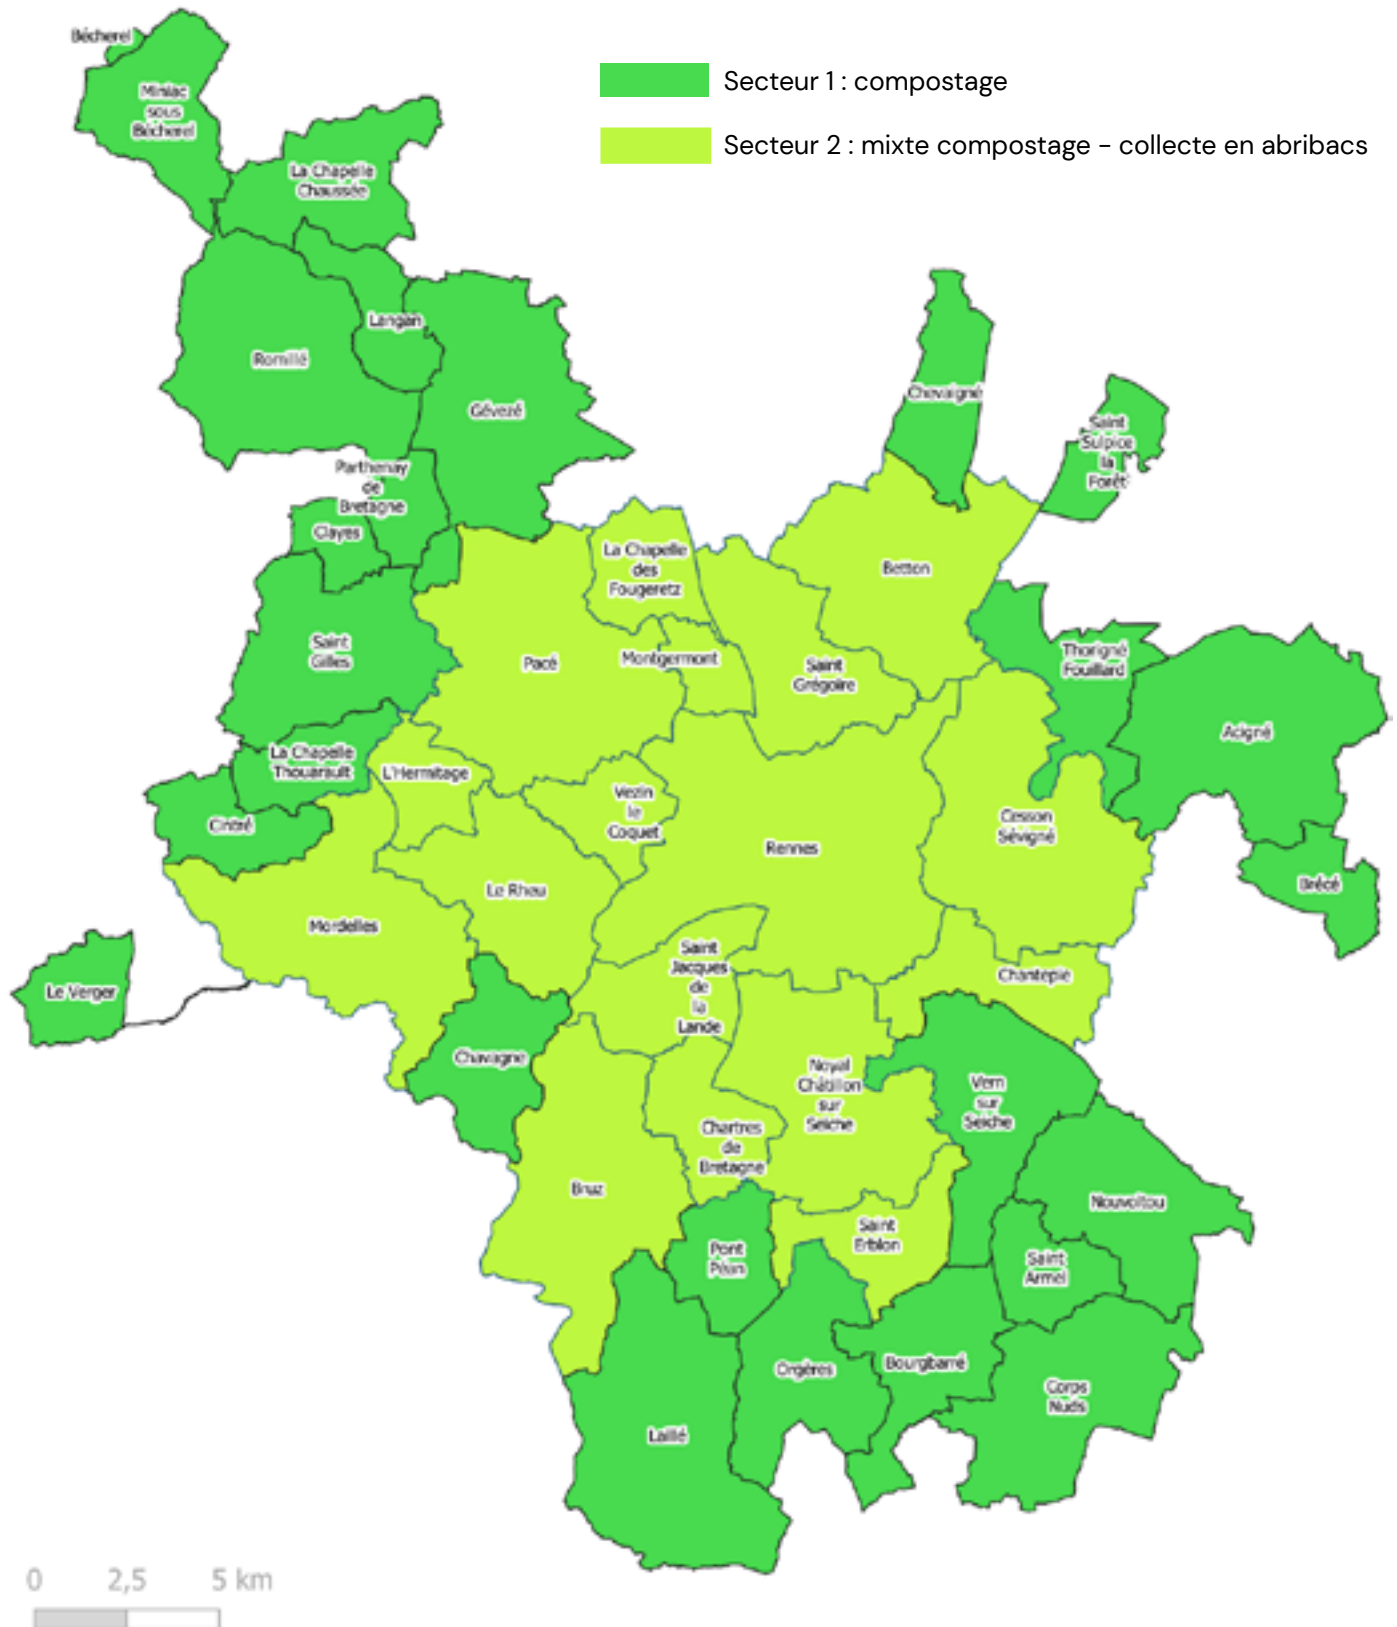 Bécherel
Secteur 1 : compostage
Miniac
sous
Bécherel
Secteur 2 : mixte compostage - collecte en abribacs
La Chapelle
Chaussée
Langan
Romillé
Gévezé
Chevaigné
Saint
Sulpice
la
Forêt
Parthenay
de
Bretagne
Clayes
La Chapelle
des
Fougeretz
Betton
Saint
Gilles
Pacé
Montgermont
Saint
Grégoire
Thorigné
Fouillard
Acigné
La Chapelle
Thouarault
L'Hermitage
Vezin
le
Coquet
Cintré
Rennes
Cesson
Sévigné
Le Rheu
Brécé
Mordelles
Saint
Jacques
de
la
Lande
Chantepie
Le Verger
Chavagne
Noyal
Châtillon
sur
Seiche
Vern
sur
Seiche
Chartres
de
Bretagne
Bruz
Nouvoitou
Saint
Erblon
Pont
Péan
Saint
Armel
Orgères
Bourgbarré
Corps
Nuds
Laillé
0 2,5 5 km